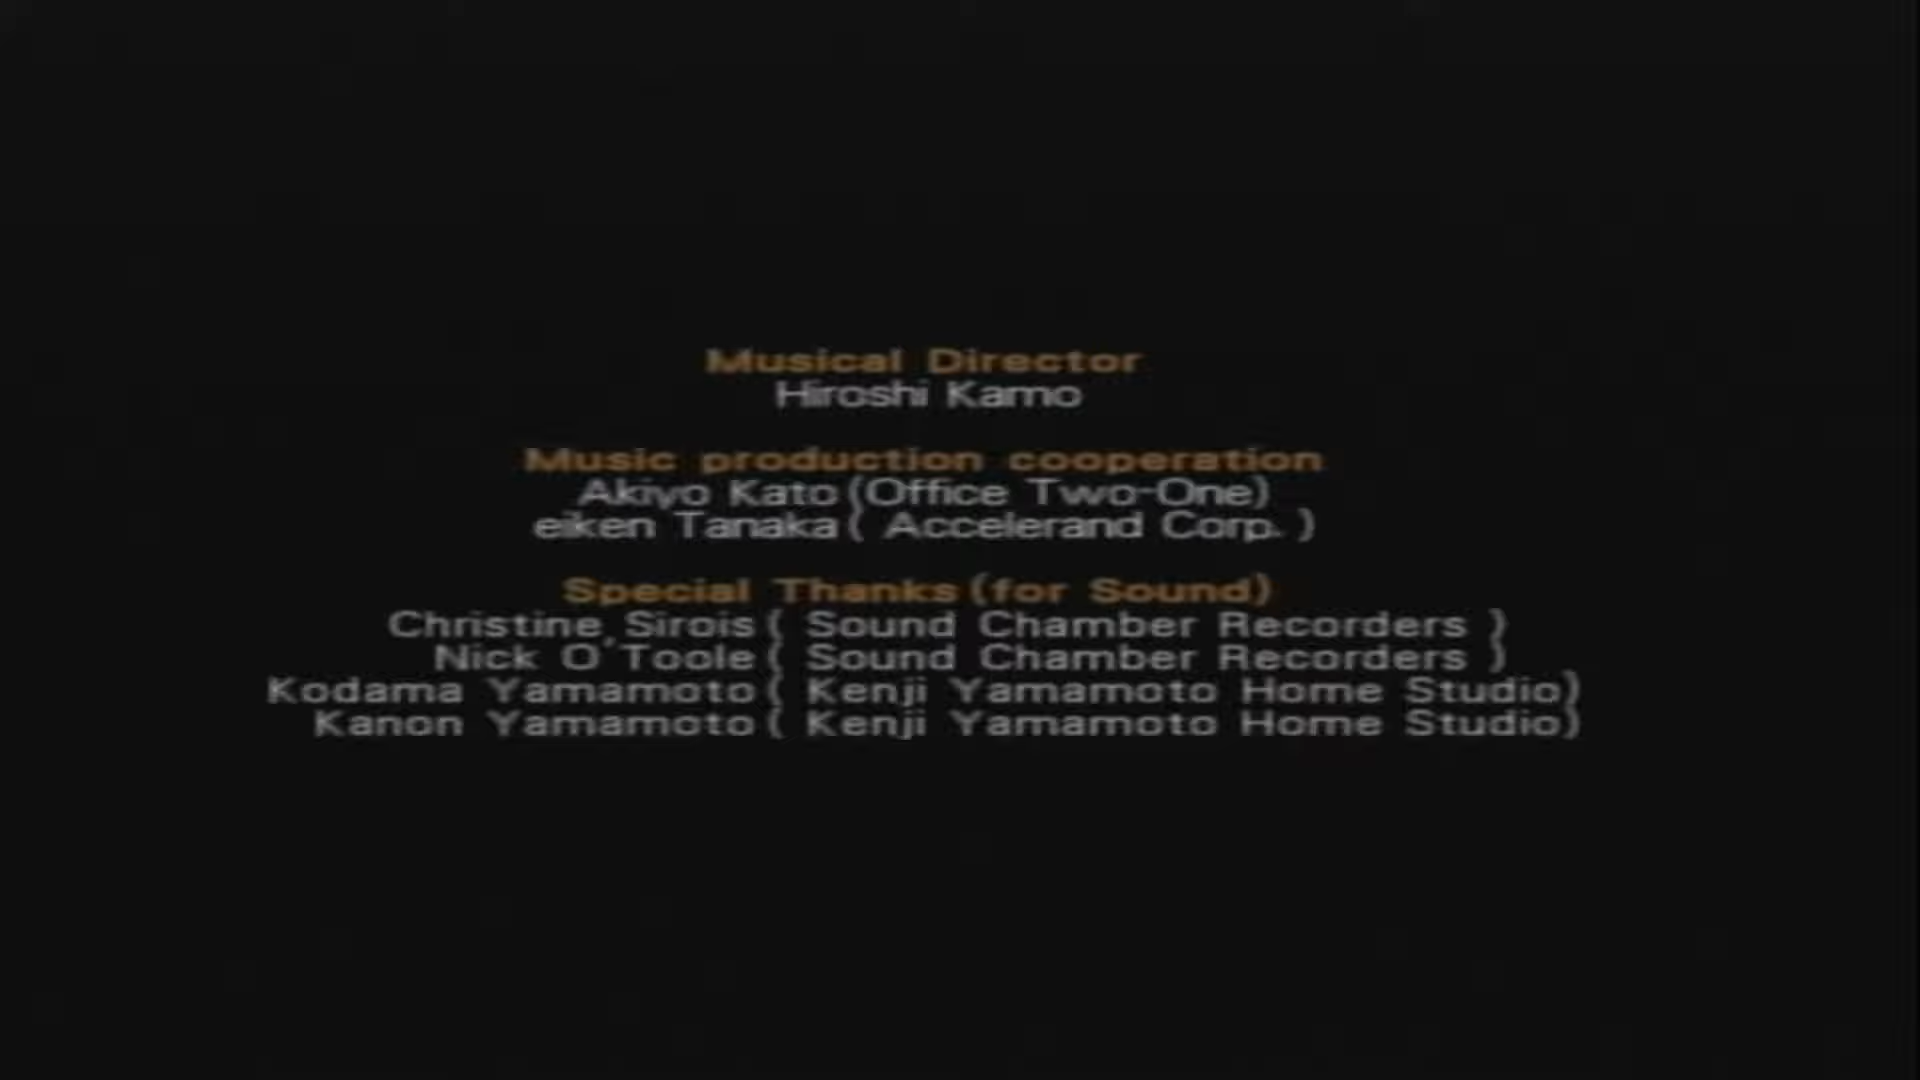 Musical Director
Hiroshi Kamo
Music production cooperation
Akiyo Kato (Office Two-One)
eiken Tanaka ( Accelerand Corp. )
Special Thanks (for Sound)
Christine Sirois ( Sound Chamber Recorders )
Nick O'Toole ( Sound Chamber Recorders )
Kodama Yamamoto ( Kenji Yamamoto Home Studio)
Kanon Yamamoto ( Kenji Yamamoto Home Studio)